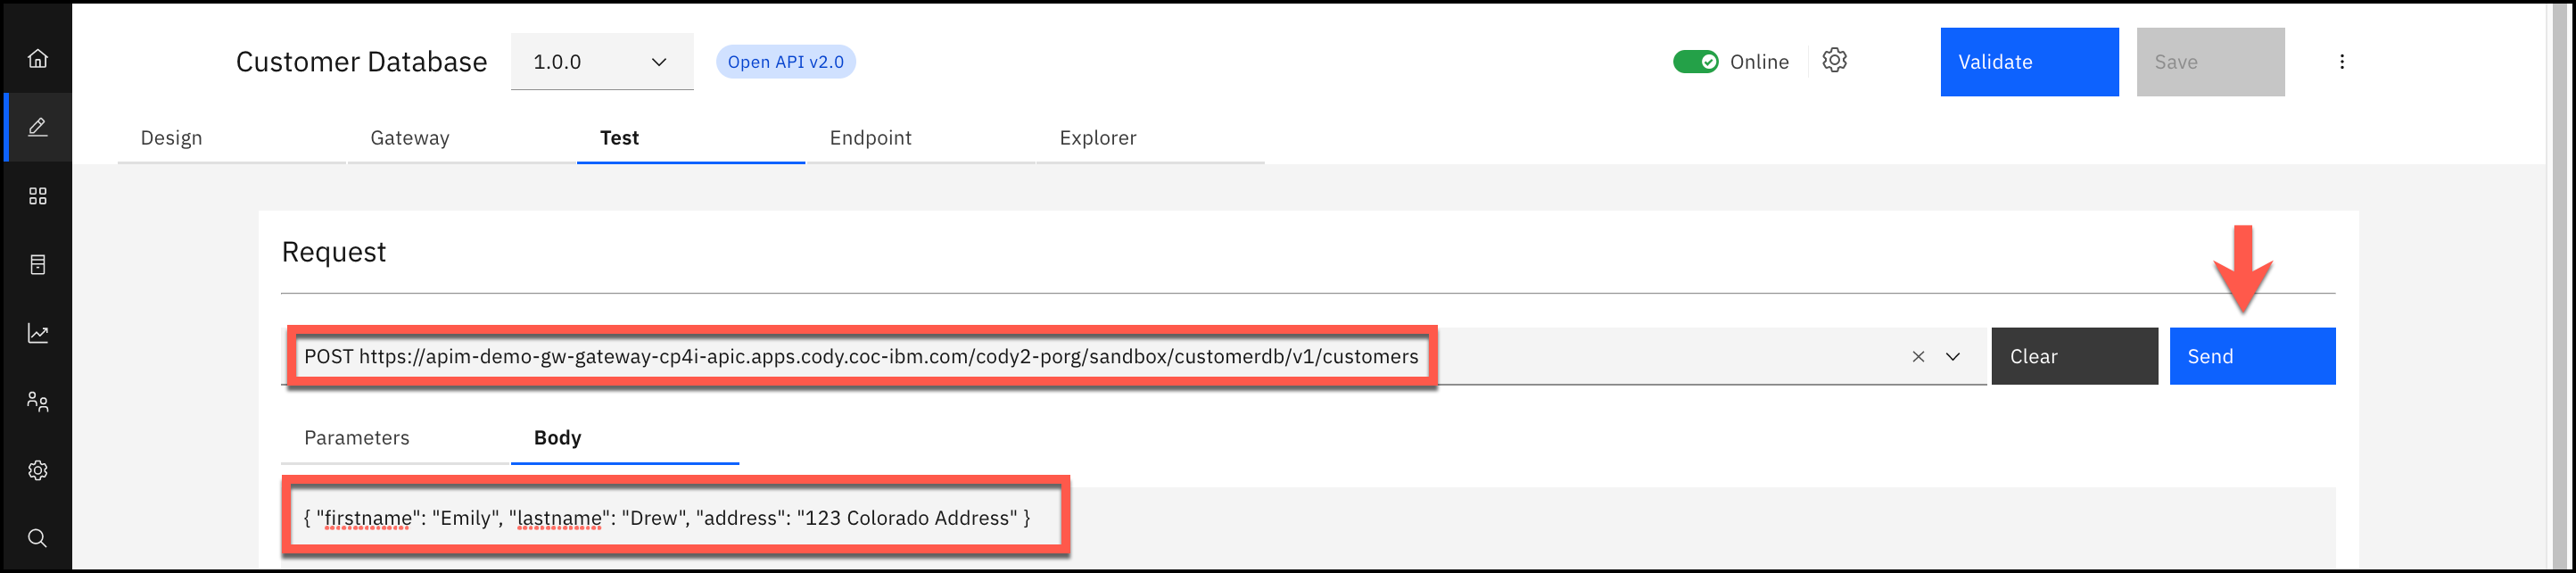 Customer Database 1.0.0 Open API v2.0 Online Validate Save
Design Gateway Test Endpoint Explorer
Request
POST https://apim-demo-gw-gateway-cp4i-apic.apps.cody.coc-ibm.com/cody2-porg/sandbox/customerdb/v1/customers Clear Send
Parameters Body
{ "firstname": "Emily", "lastname": "Drew", "address": "123 Colorado Address" }